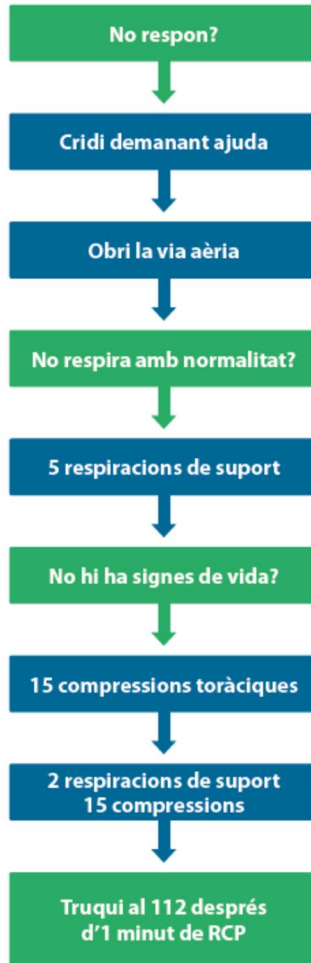 No respon?
Cridi demanant ajuda
Obri la via aèria
No respira amb normalitat?
5 respiracions de suport
No hi ha signes de vida?
15 compressions toràciques
2 respiracions de suport
15 compressions
Truqui al 112 després
d'1 minut de RCP